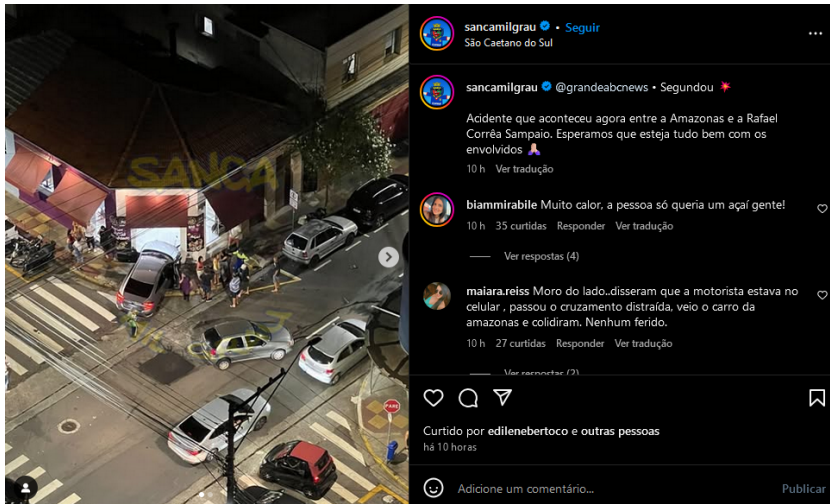 SANCA
PARE
sancamilgrau • Seguir
São Caetano do Sul
sancamilgrau @grandeabcnews • Segundou 💥
Acidente que aconteceu agora entre a Amazonas e a Rafael
Corrêa Sampaio. Esperamos que esteja tudo bem com os
envolvidos 🙏🏻
10 h Ver tradução
biammirabile Muito calor, a pessoa só queria um açaí gente!
10 h 35 curtidas Responder Ver tradução
Ver respostas (4)
maiara.reiss Moro do lado..disseram que a motorista estava no
celular , passou o cruzamento distraída, veio o carro da
amazonas e colidiram. Nenhum ferido.
10 h 27 curtidas Responder Ver tradução
Ver respostas (2)
Curtido por edilenebertoco e outras pessoas
há 10 horas
Adicione um comentário...
Publicar